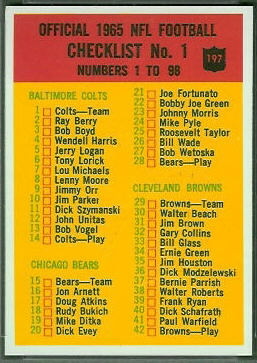 OFFICIAL 1965 NFL FOOTBALL
CHECKLIST No. 1
NUMBERS 1 TO 98
197
BALTIMORE COLTS
1 Colts—Team
2 Ray Berry
3 Bob Boyd
4 Wendell Harris
5 Jerry Logan
6 Tony Lorick
7 Lou Michaels
8 Lenny Moore
9 Jimmy Orr
10 Jim Parker
11 Dick Szymanski
12 John Unitas
13 Bob Vogel
14 Colts—Play
CHICAGO BEARS
15 Bears—Team
16 Jon Arnett
17 Doug Atkins
18 Rudy Bukich
19 Mike Ditka
20 Dick Evey
21 Joe Fortunato
22 Bobby Joe Green
23 Johnny Morris
24 Mike Pyle
25 Roosevelt Taylor
26 Bill Wade
27 Bob Wetoska
28 Bears—Play
CLEVELAND BROWNS
29 Browns—Team
30 Walter Beach
31 Jim Brown
32 Gary Collins
33 Bill Glass
34 Ernie Green
35 Jim Houston
36 Dick Modzelewski
37 Bernie Parrish
38 Walter Roberts
39 Frank Ryan
40 Dick Schafrath
41 Paul Warfield
42 Browns—Play